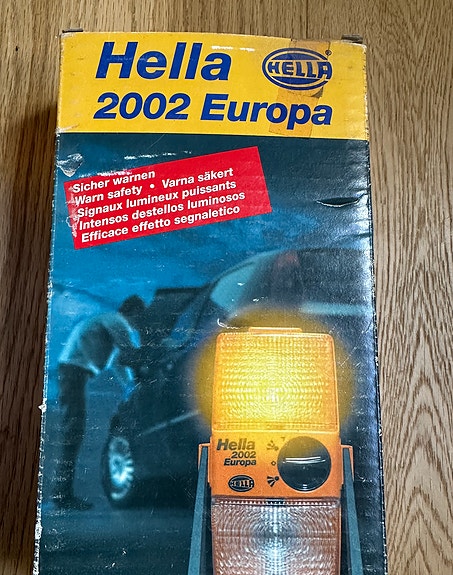 Hella
HELLA
®
2002 Europa
Sicher warnen
Warn safety • Varna säkert
Signaux lumineux puissants
Intensos destellos luminosos
Efficace effetto segnaletico
Hella
2002
Europa
HELLA